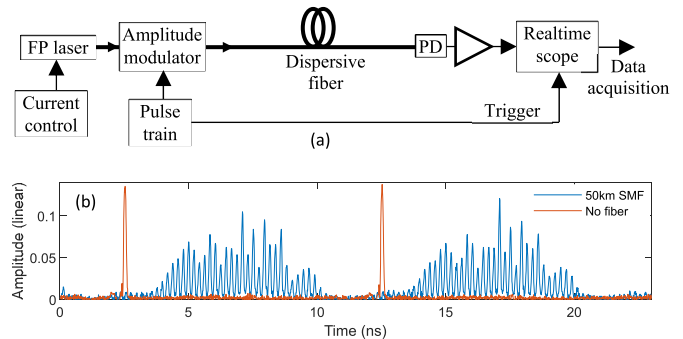 FP laser
Amplitude
modulator
Dispersive
fiber
PD
Realtime
scope
Data
acquisition
Current
control
Pulse
train
Trigger
(a)
(b)
50km SMF
No fiber
Amplitude (linear)
0.1
0.05
0
0 5 10 15 20
Time (ns)